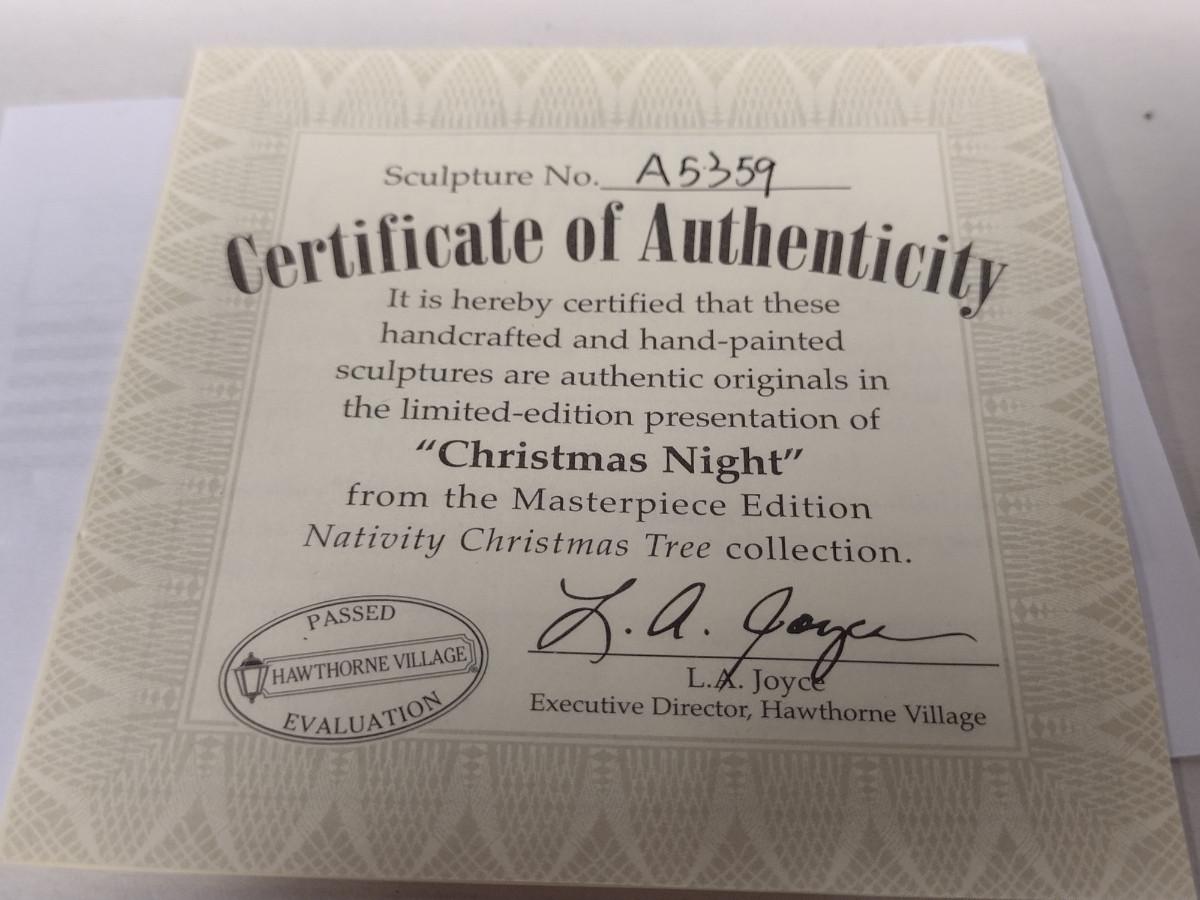 Sculpture No. A5359
Certificate of Authenticity
It is hereby certified that these
handcrafted and hand-painted
sculptures are authentic originals in
the limited-edition presentation of
"Christmas Night"
from the Masterpiece Edition
Nativity Christmas Tree collection.
PASSED
HAWTHORNE VILLAGE
EVALUATION
L. A. Joyce
L.A. Joyce
Executive Director, Hawthorne Village